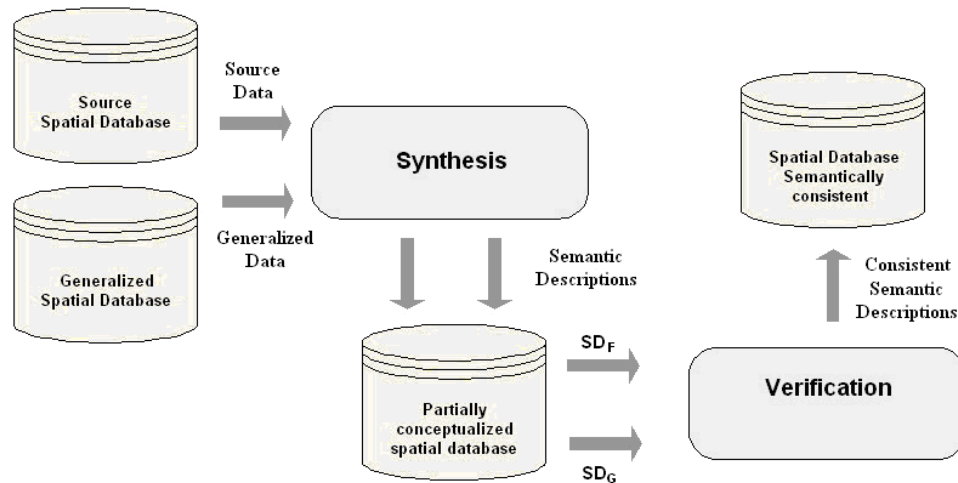 Source
Spatial Database
Source
Data
Generalized
Spatial Database
Generalized
Data
Synthesis
Semantic
Descriptions
Partially
conceptualized
spatial database
SDF
SDG
Verification
Consistent
Semantic
Descriptions
Spatial Database
Semantically
consistent